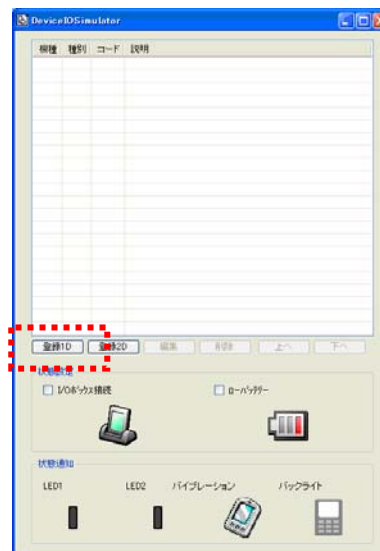 DeviceIOSimulator
機種 種別 コード 説明
登録1D 登録2D 編集 削除 上へ 下へ
状態設定
I/Oボックス接続 ローバッテリー
状態通知
LED1 LED2 バイブレーション バックライト